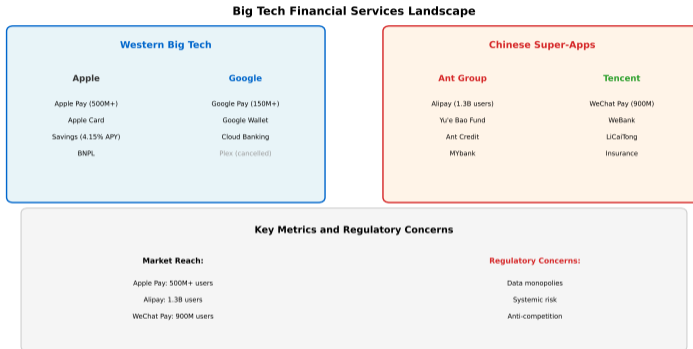 Big Tech Financial Services Landscape
Western Big Tech
Apple
Apple Pay (500M+)
Apple Card
Savings (4.15% APY)
BNPL
Google
Google Pay (150M+)
Google Wallet
Cloud Banking
Plex (cancelled)
Chinese Super-Apps
Ant Group
Alipay (1.3B users)
Yu'e Bao Fund
Ant Credit
MYbank
Tencent
WeChat Pay (900M)
WeBank
LiCaiTong
Insurance
Key Metrics and Regulatory Concerns
Market Reach:
Apple Pay: 500M+ users
Alipay: 1.3B users
WeChat Pay: 900M users
Regulatory Concerns:
Data monopolies
Systemic risk
Anti-competition